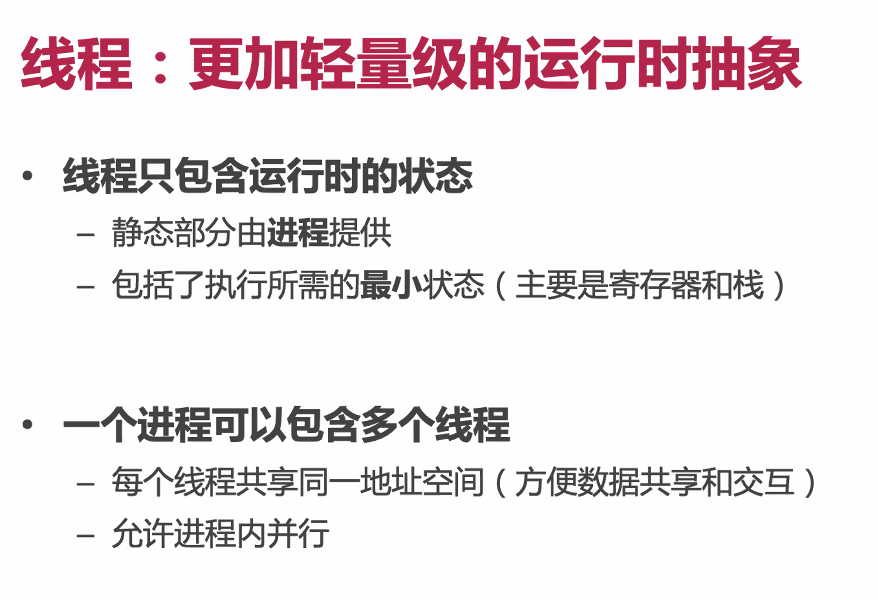 线程：更加轻量级的运行时抽象
• 线程只包含运行时的状态
– 静态部分由进程提供
– 包括了执行所需的最小状态（主要是寄存器和栈）
• 一个进程可以包含多个线程
– 每个线程共享同一地址空间（方便数据共享和交互）
– 允许进程内并行